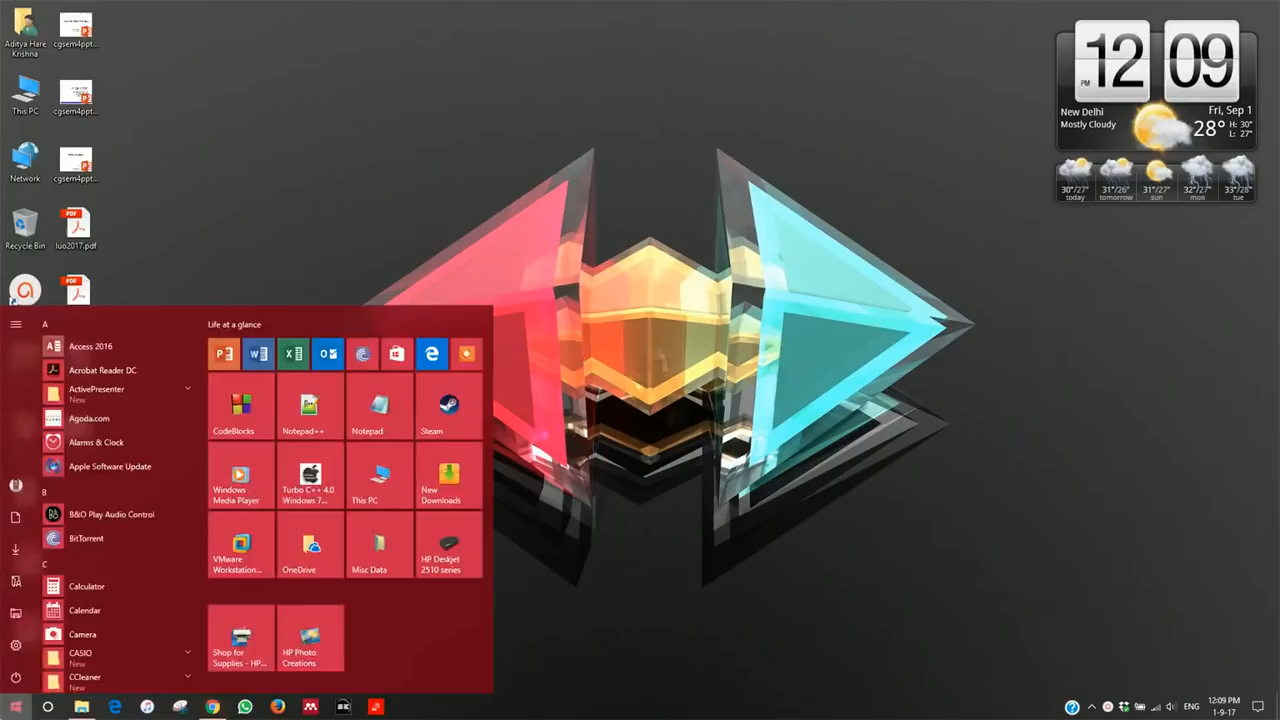 Aditya Hare
Krishna
cgsem4ppt...
This PC
cgsem4ppt...
Network
cgsem4ppt...
Recycle Bin
PDF
luo2017.pdf
PDF
12
09
PM
New Delhi
Mostly Cloudy
Fri, Sep 1
28°
H: 30°
L: 27°
30°/27°
today
31°/26°
tomorrow
31°/27°
sun
32°/27°
mon
33°/28°
tue
A
Access 2016
Acrobat Reader DC
ActivePresenter
New
Agoda.com
Alarms & Clock
Apple Software Update
B
B&O Play Audio Control
BitTorrent
C
Calculator
Calendar
Camera
CASIO
New
CCleaner
New
Life at a glance
CodeBlocks
Notepad++
Notepad
Steam
Windows
Media Player
Turbo C++ 4.0
Windows 7...
This PC
New
Downloads
VMware
Workstation...
OneDrive
Misc Data
HP Deskjet
2510 series
Shop for
Supplies - HP...
HP Photo
Creations
ENG
12:09 PM
1-9-17